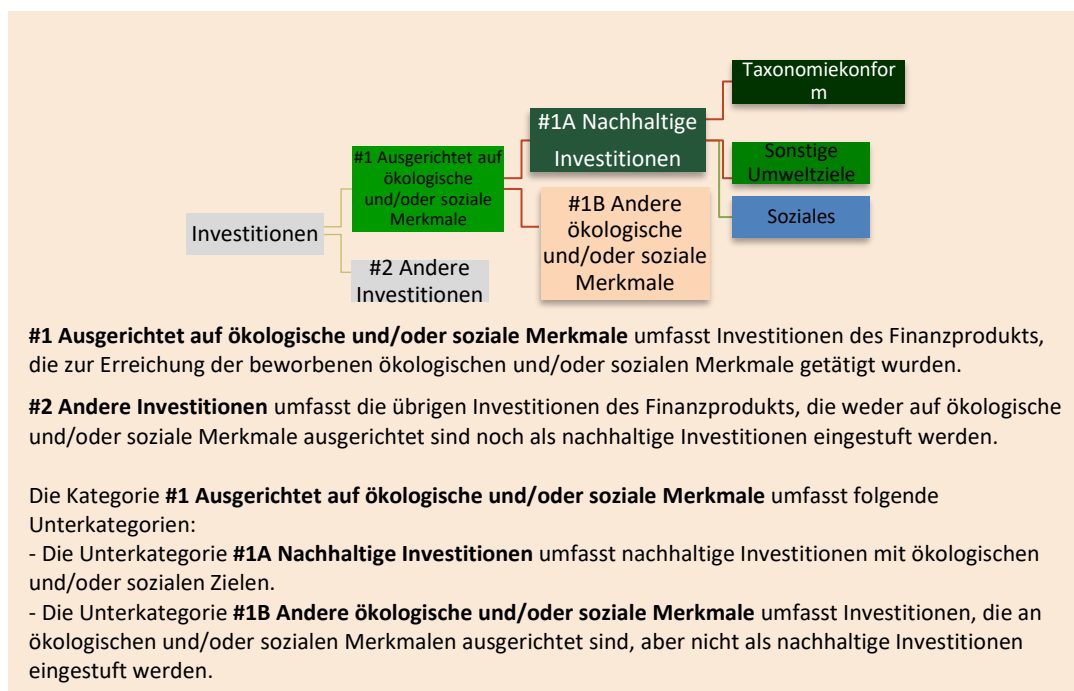 Taxonomiekonfor
m
#1A Nachhaltige
Investitionen
#1 Ausgerichtet auf
ökologische
und/oder soziale
Merkmale
Sonstige
Umweltziele
#1B Andere
ökologische
und/oder soziale
Merkmale
Soziales
Investitionen
#2 Andere
Investitionen
#1 Ausgerichtet auf ökologische und/oder soziale Merkmale umfasst Investitionen des Finanzprodukts,
die zur Erreichung der beworbenen ökologischen und/oder sozialen Merkmale getätigt wurden.
#2 Andere Investitionen umfasst die übrigen Investitionen des Finanzprodukts, die weder auf ökologische
und/oder soziale Merkmale ausgerichtet sind noch als nachhaltige Investitionen eingestuft werden.
Die Kategorie #1 Ausgerichtet auf ökologische und/oder soziale Merkmale umfasst folgende
Unterkategorien:
- Die Unterkategorie #1A Nachhaltige Investitionen umfasst nachhaltige Investitionen mit ökologischen
und/oder sozialen Zielen.
- Die Unterkategorie #1B Andere ökologische und/oder soziale Merkmale umfasst Investitionen, die an
ökologischen und/oder sozialen Merkmalen ausgerichtet sind, aber nicht als nachhaltige Investitionen
eingestuft werden.